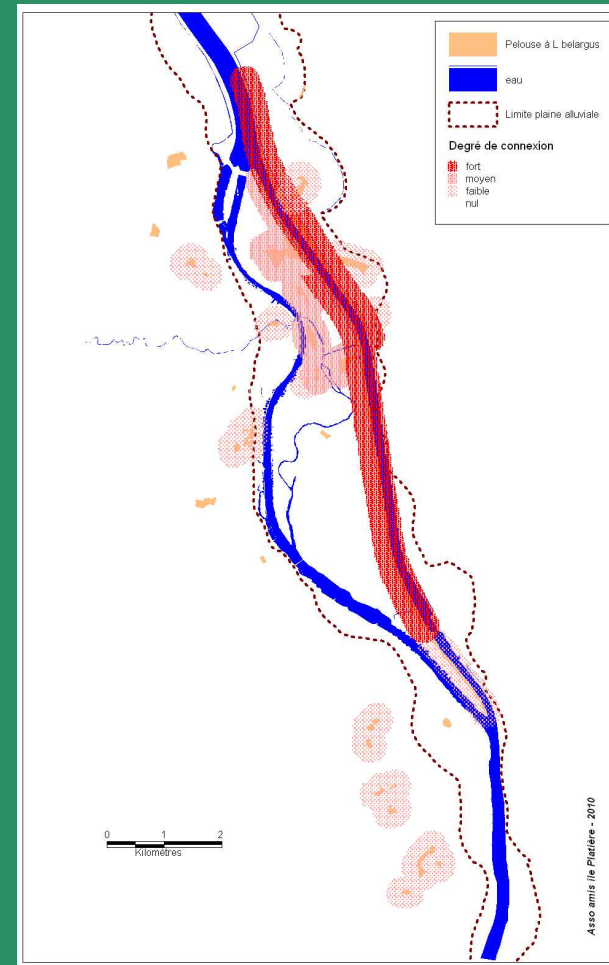 Pelouse à L belargus
eau
Limite plaine alluviale
Degré de connexion
fort
moyen
faible
nul
0 1 2
Kilomètres
Asso amis ile Platière - 2010